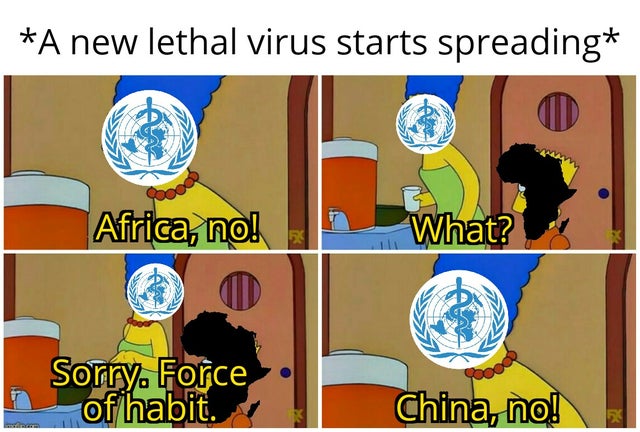 *A new lethal virus starts spreading*
Africa, no!
What?
Sorry. Force
of habit.
China, no!